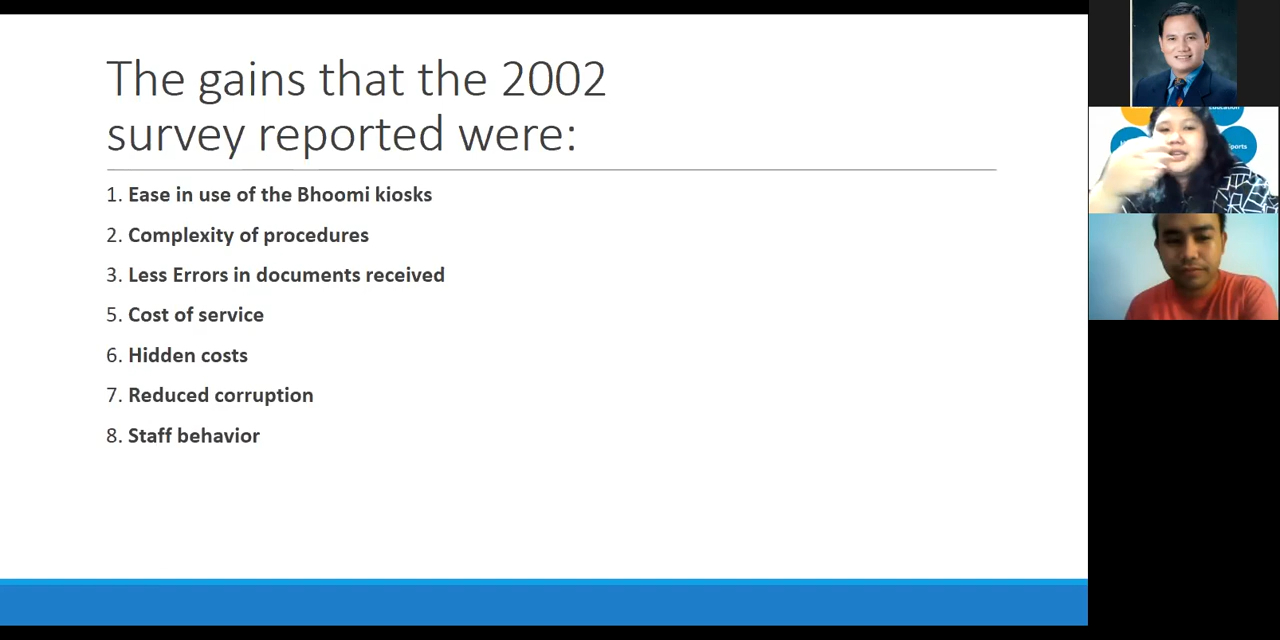 The gains that the 2002
survey reported were:
1. Ease in use of the Bhoomi kiosks
2. Complexity of procedures
3. Less Errors in documents received
5. Cost of service
6. Hidden costs
7. Reduced corruption
8. Staff behavior
Education